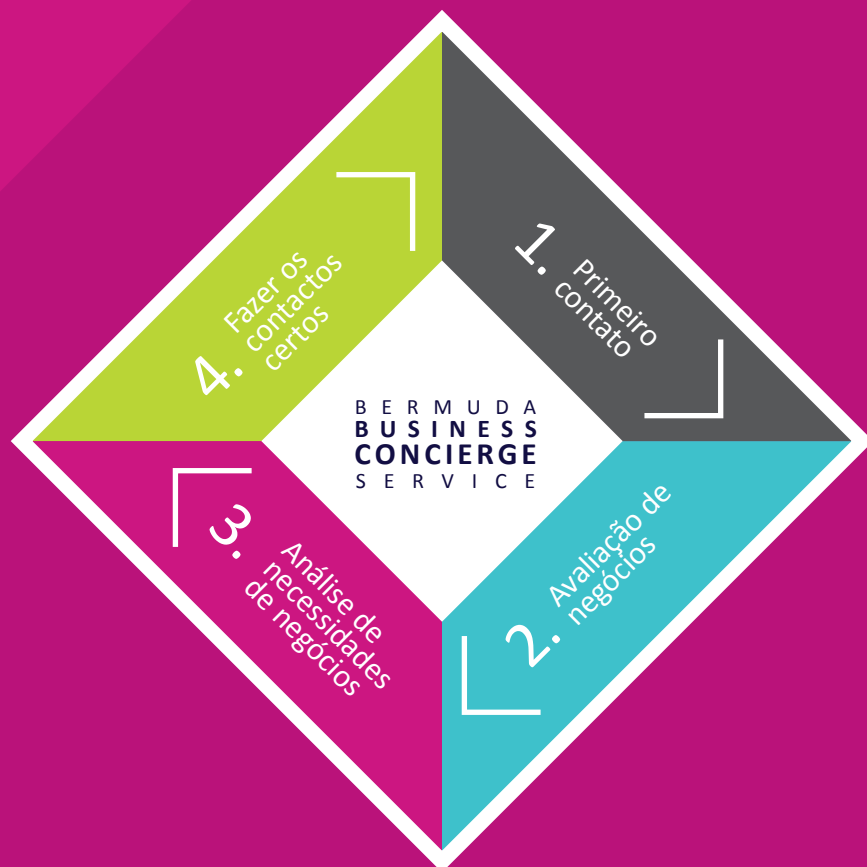 1. Primeiro
contato
2. Avaliação de
negócios
3. Análise de
necessidades
de negócios
4. Fazer os
contactos
certos
BERMUDA
BUSINESS
CONCIERGE
SERVICE